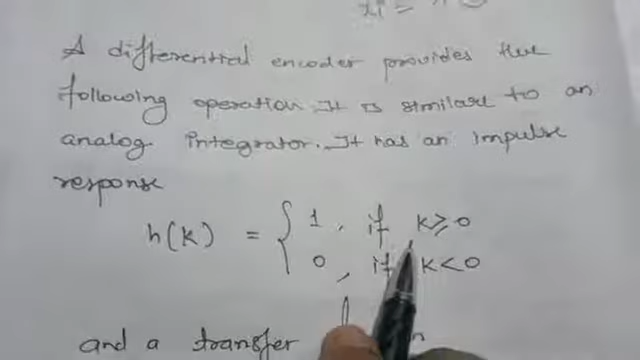 A differential encoder provides the
following operation. It is similar to an
analog integrator. It has an impulse
response
h(k) = { 1, if k ≥ 0
0, if k < 0
and a transfer